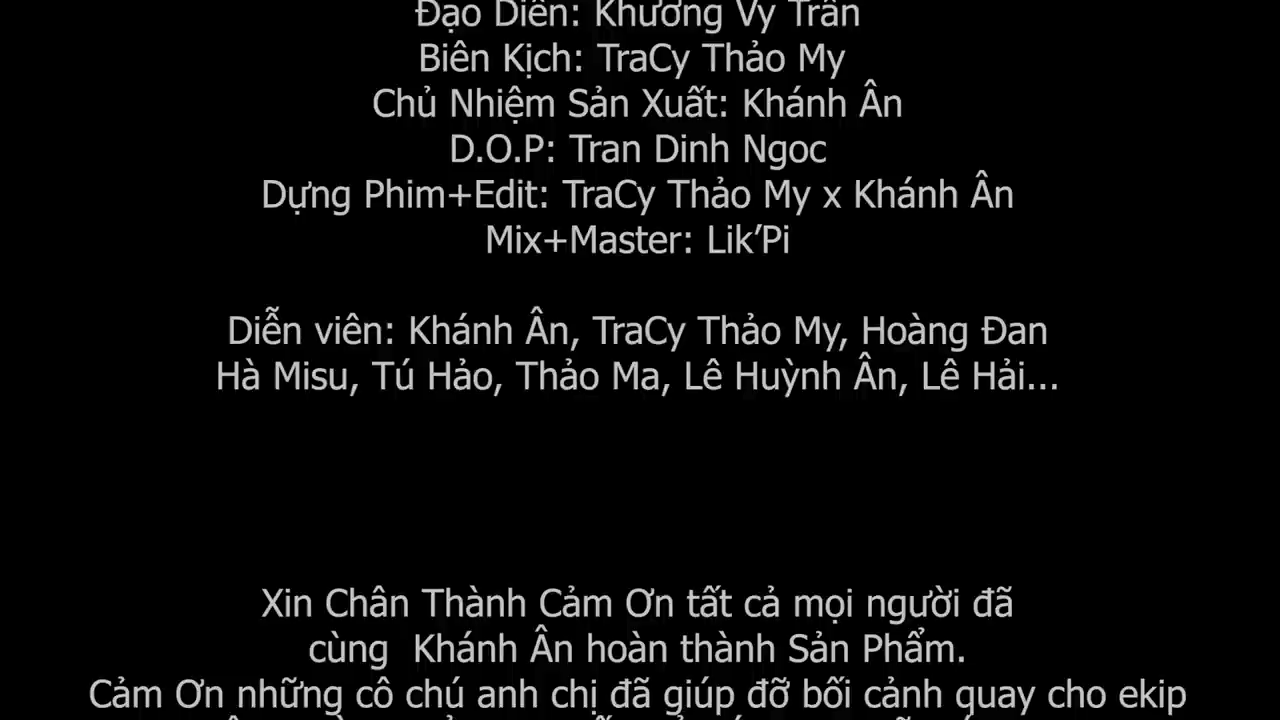 Đạo Diễn: Khương Vy Trân
Biên Kịch: TraCy Thảo My
Chủ Nhiệm Sản Xuất: Khánh Ân
D.O.P: Tran Dinh Ngoc
Dựng Phim+Edit: TraCy Thảo My x Khánh Ân
Mix+Master: Lik’Pi
Diễn viên: Khánh Ân, TraCy Thảo My, Hoàng Đan
Hà Misu, Tú Hảo, Thảo Ma, Lê Huỳnh Ân, Lê Hải...
Xin Chân Thành Cảm Ơn tất cả mọi người đã
cùng  Khánh Ân hoàn thành Sản Phẩm.
Cảm Ơn những cô chú anh chị đã giúp đỡ bối cảnh quay cho ekip